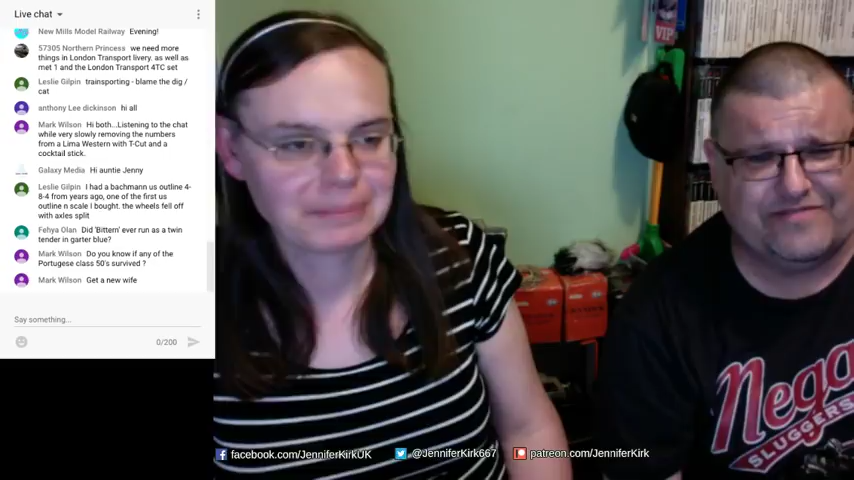 Live chat
New Mills Model Railway Evening!
57305 Northern Princess we need more
things in London Transport livery. as well as
met 1 and the London Transport 4TC set
Leslie Gilpin trainsporting - blame the dig /
cat
anthony Lee dickinson hi all
Mark Wilson Hi both...Listening to the chat
while very slowly removing the numbers
from a Lima Western with T-Cut and a
cocktail stick.
Galaxy Media Hi auntie Jenny
Leslie Gilpin I had a bachmann us outline 4-
8-4 from years ago, one of the first us
outline n scale I bought. the wheels fell off
with axles split
Fehya Olan Did 'Bittern' ever run as a twin
tender in garter blue?
Mark Wilson Do you know if any of the
Portugese class 50's survived ?
Mark Wilson Get a new wife
Say something...
0/200
VIP
Nega
SLUGGERS
facebook.com/JenniferKirkUK
@JenniferKirk667
patreon.com/JenniferKirk